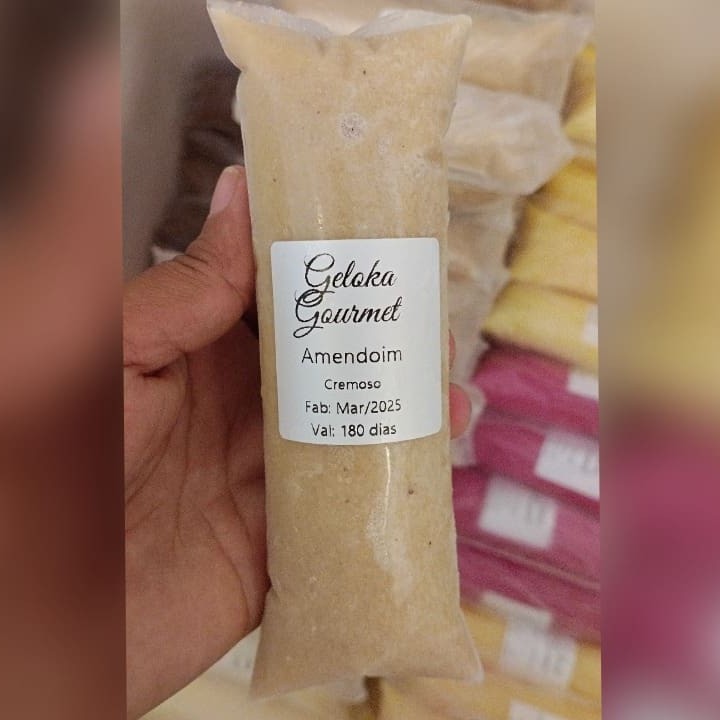 Geloka
Gourmet
Amendoim
Cremoso
Fab: Mar/2025
Val: 180 dias